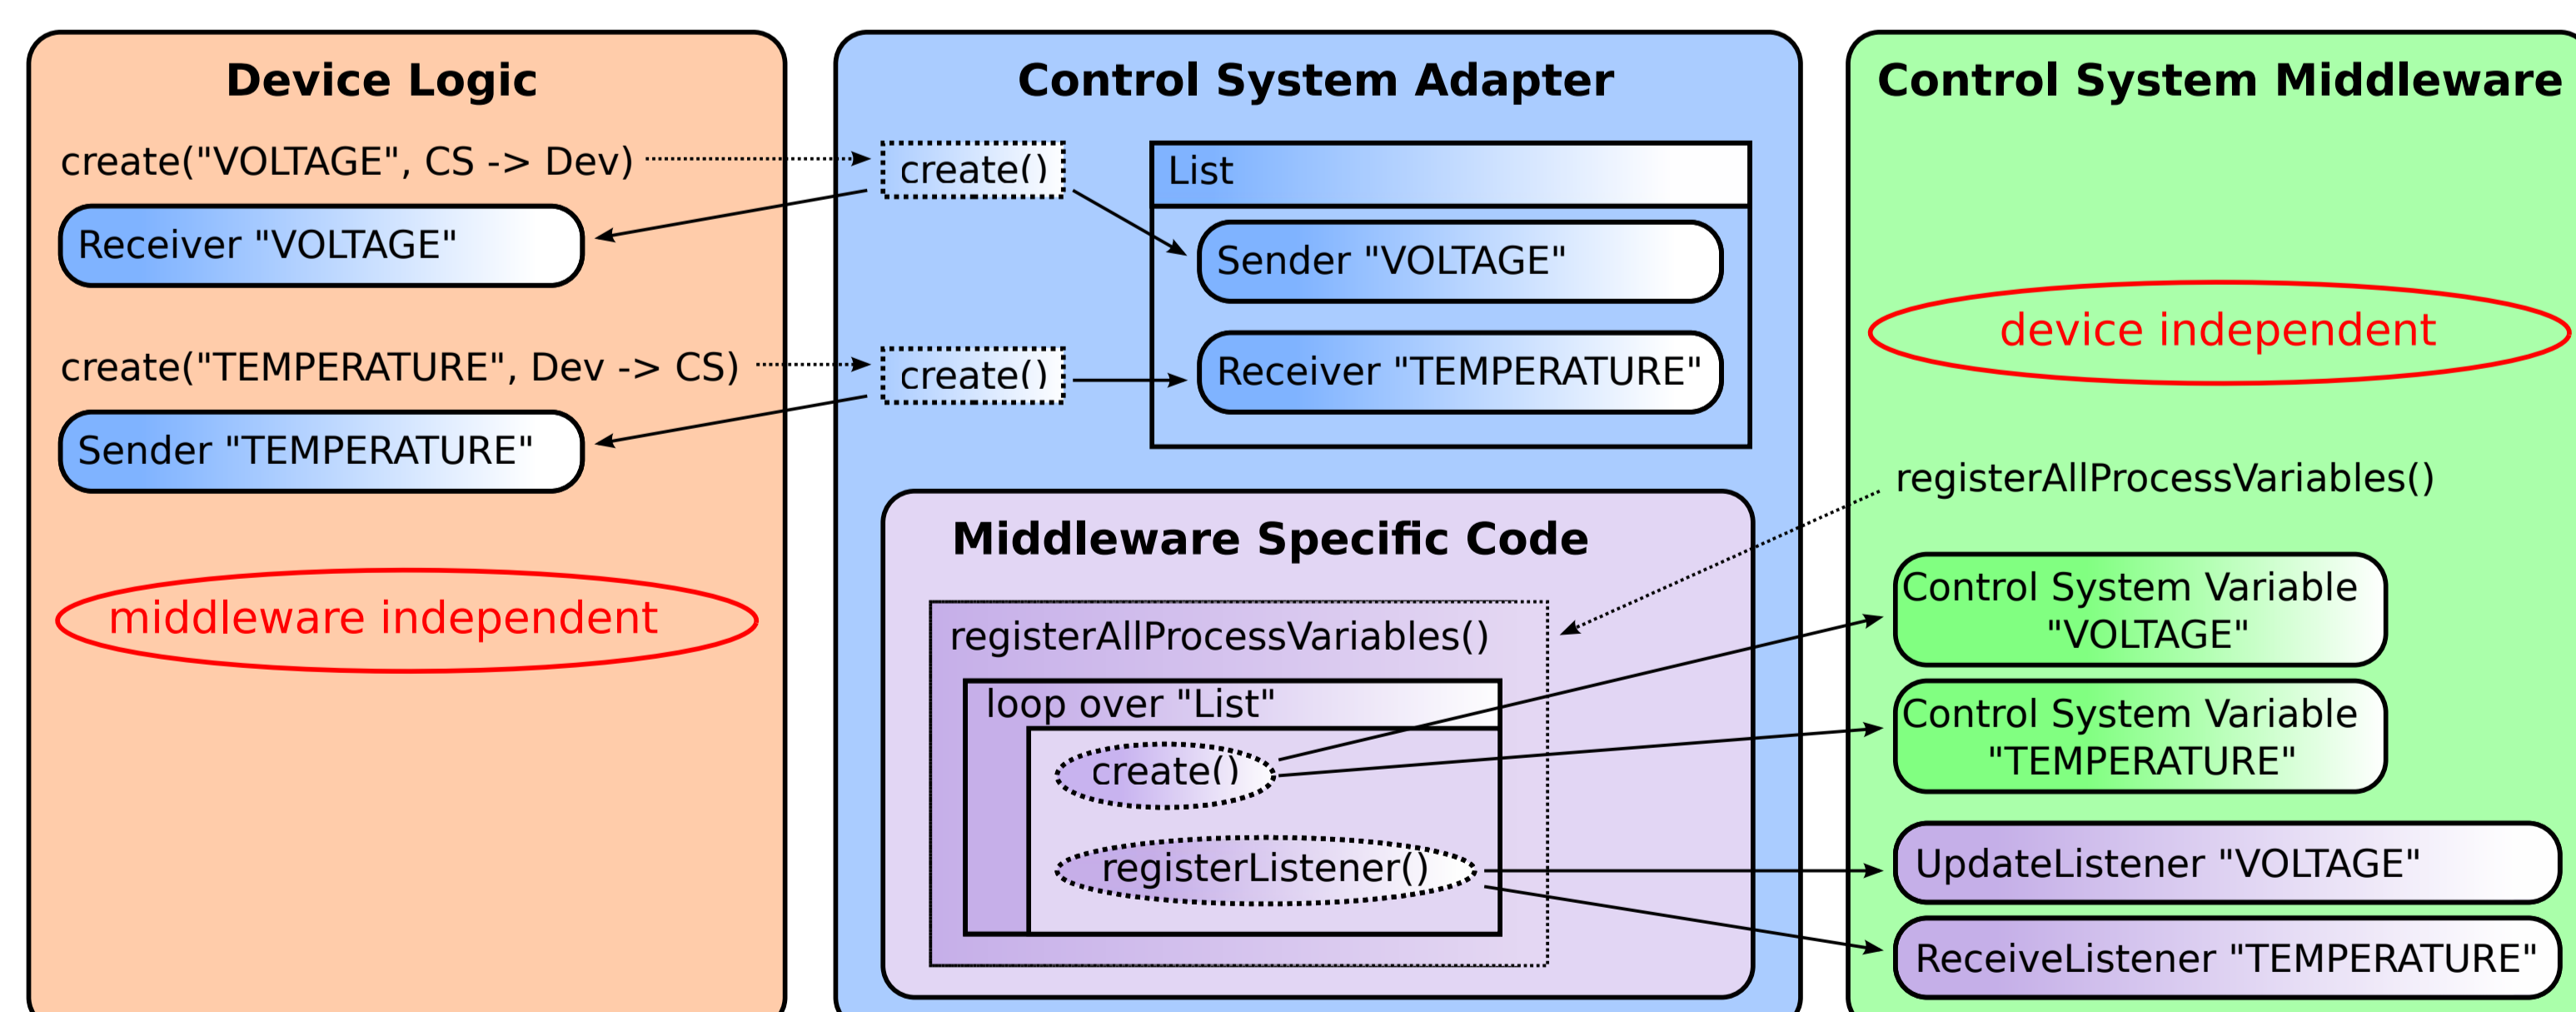 Device Logic
create("VOLTAGE", CS -> Dev)
Receiver "VOLTAGE"
create("TEMPERATURE", Dev -> CS)
Sender "TEMPERATURE"
middleware independent
Control System Adapter
create()
List
Sender "VOLTAGE"
create()
Receiver "TEMPERATURE"
Middleware Specific Code
registerAllProcessVariables()
loop over "List"
create()
registerListener()
Control System Middleware
device independent
registerAllProcessVariables()
Control System Variable
"VOLTAGE"
Control System Variable
"TEMPERATURE"
UpdateListener "VOLTAGE"
ReceiveListener "TEMPERATURE"